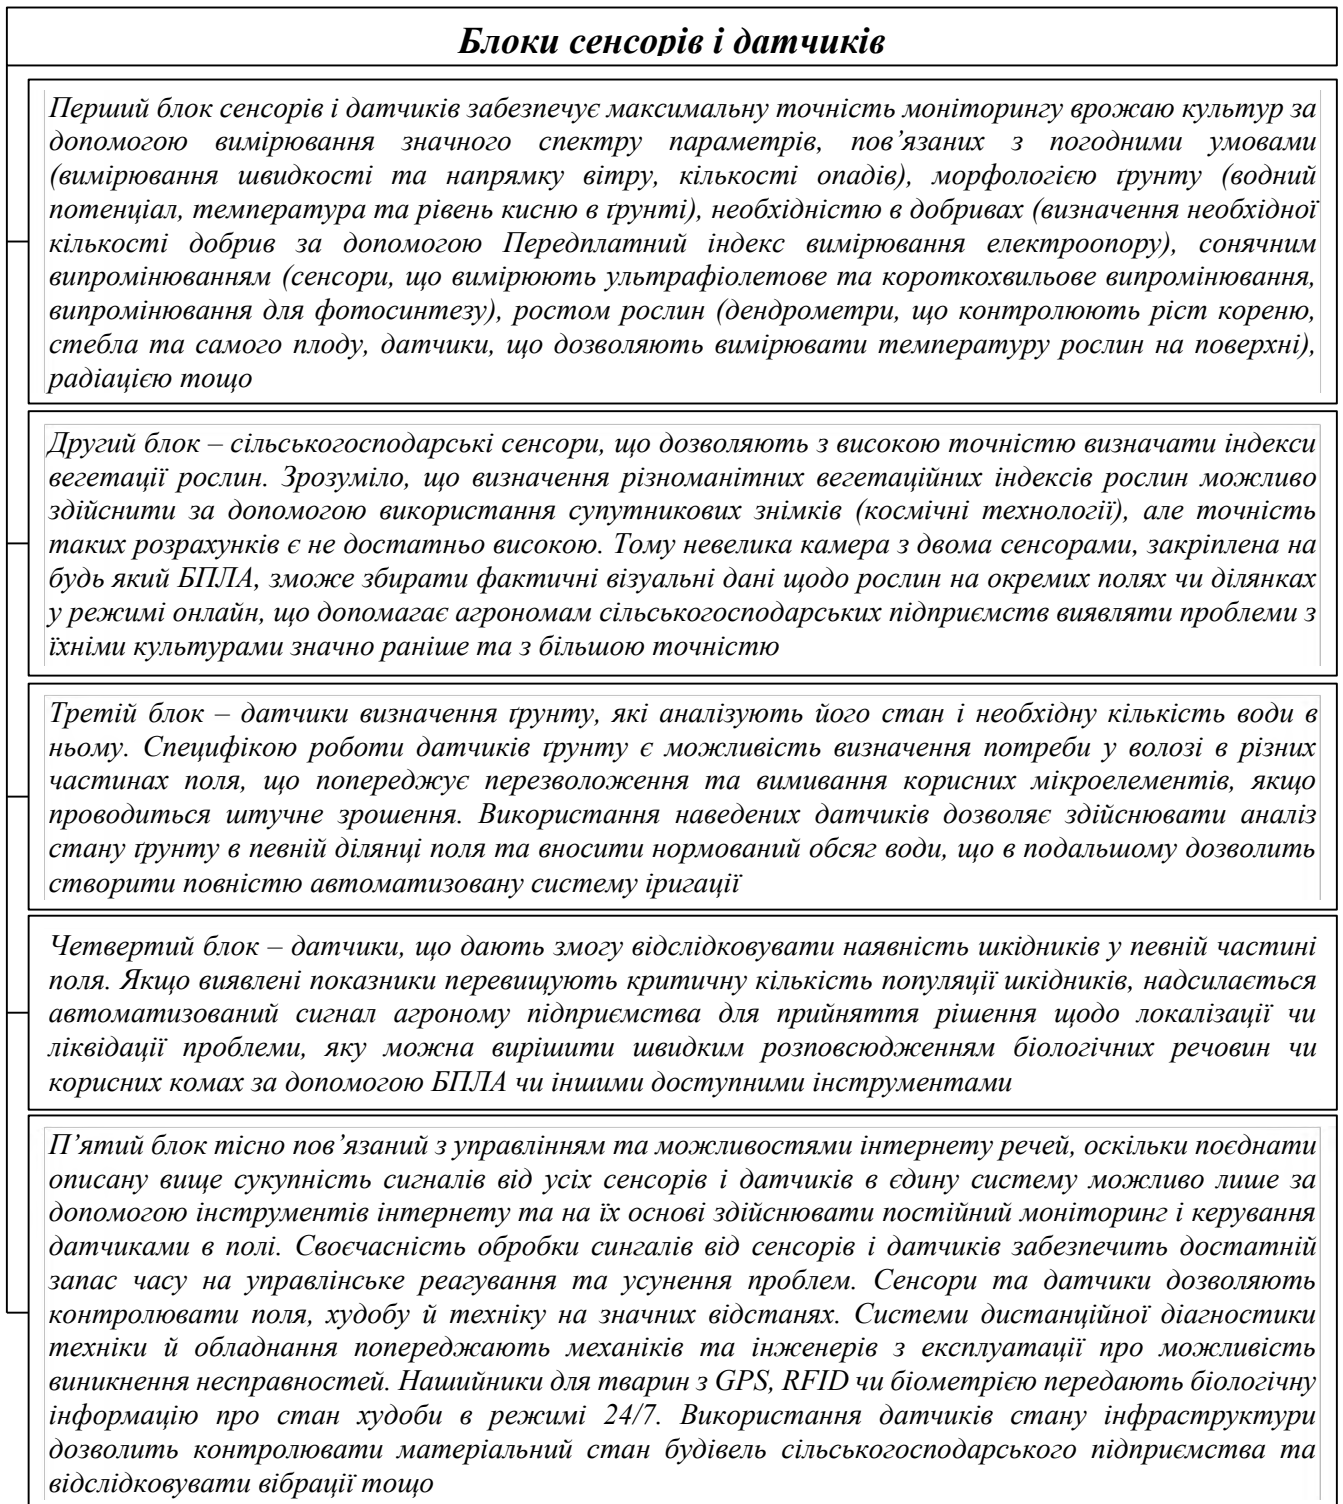 Блоки сенсорів і датчиків
Перший блок сенсорів і датчиків забезпечує максимальну точність моніторингу врожаю культур за
допомогою вимірювання значного спектру параметрів, пов’язаних з погодними умовами
(вимірювання швидкості та напрямку вітру, кількості опадів), морфологією ґрунту (водний
потенціал, температура та рівень кисню в ґрунті), необхідністю в добривах (визначення необхідної
кількості добрив за допомогою Передплатний індекс вимірювання електроопору), сонячним
випромінюванням (сенсори, що вимірюють ультрафіолетове та короткохвильове випромінювання,
випромінювання для фотосинтезу), ростом рослин (дендрометри, що контролюють ріст кореню,
стебла та самого плоду, датчики, що дозволяють вимірювати температуру рослин на поверхні),
радіацією тощо
Другий блок – сільськогосподарські сенсори, що дозволяють з високою точністю визначати індекси
вегетації рослин. Зрозуміло, що визначення різноманітних вегетаційних індексів рослин можливо
здійснити за допомогою використання супутникових знімків (космічні технології), але точність
таких розрахунків є не достатньо високою. Тому невелика камера з двома сенсорами, закріплена на
будь який БПЛА, зможе збирати фактичні візуальні дані щодо рослин на окремих полях чи ділянках
у режимі онлайн, що допомагає агрономам сільськогосподарських підприємств виявляти проблеми з
їхніми культурами значно раніше та з більшою точністю
Третій блок – датчики визначення ґрунту, які аналізують його стан і необхідну кількість води в
ньому. Специфікою роботи датчиків ґрунту є можливість визначення потреби у волозі в різних
частинах поля, що попереджує перезволоження та вимивання корисних мікроелементів, якщо
проводиться штучне зрошення. Використання наведених датчиків дозволяє здійснювати аналіз
стану ґрунту в певній ділянці поля та вносити нормований обсяг води, що в подальшому дозволить
створити повністю автоматизовану систему іригації
Четвертий блок – датчики, що дають змогу відслідковувати наявність шкідників у певній частині
поля. Якщо виявлені показники перевищують критичну кількість популяції шкідників, надсилається
автоматизований сигнал агроному підприємства для прийняття рішення щодо локалізації чи
ліквідації проблеми, яку можна вирішити швидким розповсюдженням біологічних речовин чи
корисних комах за допомогою БПЛА чи іншими доступними інструментами
П’ятий блок тісно пов’язаний з управлінням та можливостями інтернету речей, оскільки поєднати
описану вище сукупність сигналів від усіх сенсорів і датчиків в єдину систему можливо лише за
допомогою інструментів інтернету та на їх основі здійснювати постійний моніторинг і керування
датчиками в полі. Своєчасність обробки сингалів від сенсорів і датчиків забезпечить достатній
запас часу на управлінське реагування та усунення проблем. Сенсори та датчики дозволяють
контролювати поля, худобу й техніку на значних відстанях. Системи дистанційної діагностики
техніки й обладнання попереджають механіків та інженерів з експлуатації про можливість
виникнення несправностей. Нашийники для тварин з GPS, RFID чи біометрією передають біологічну
інформацію про стан худоби в режимі 24/7. Використання датчиків стану інфраструктури
дозволить контролювати матеріальний стан будівель сільськогосподарського підприємства та
відслідковувати вібрації тощо